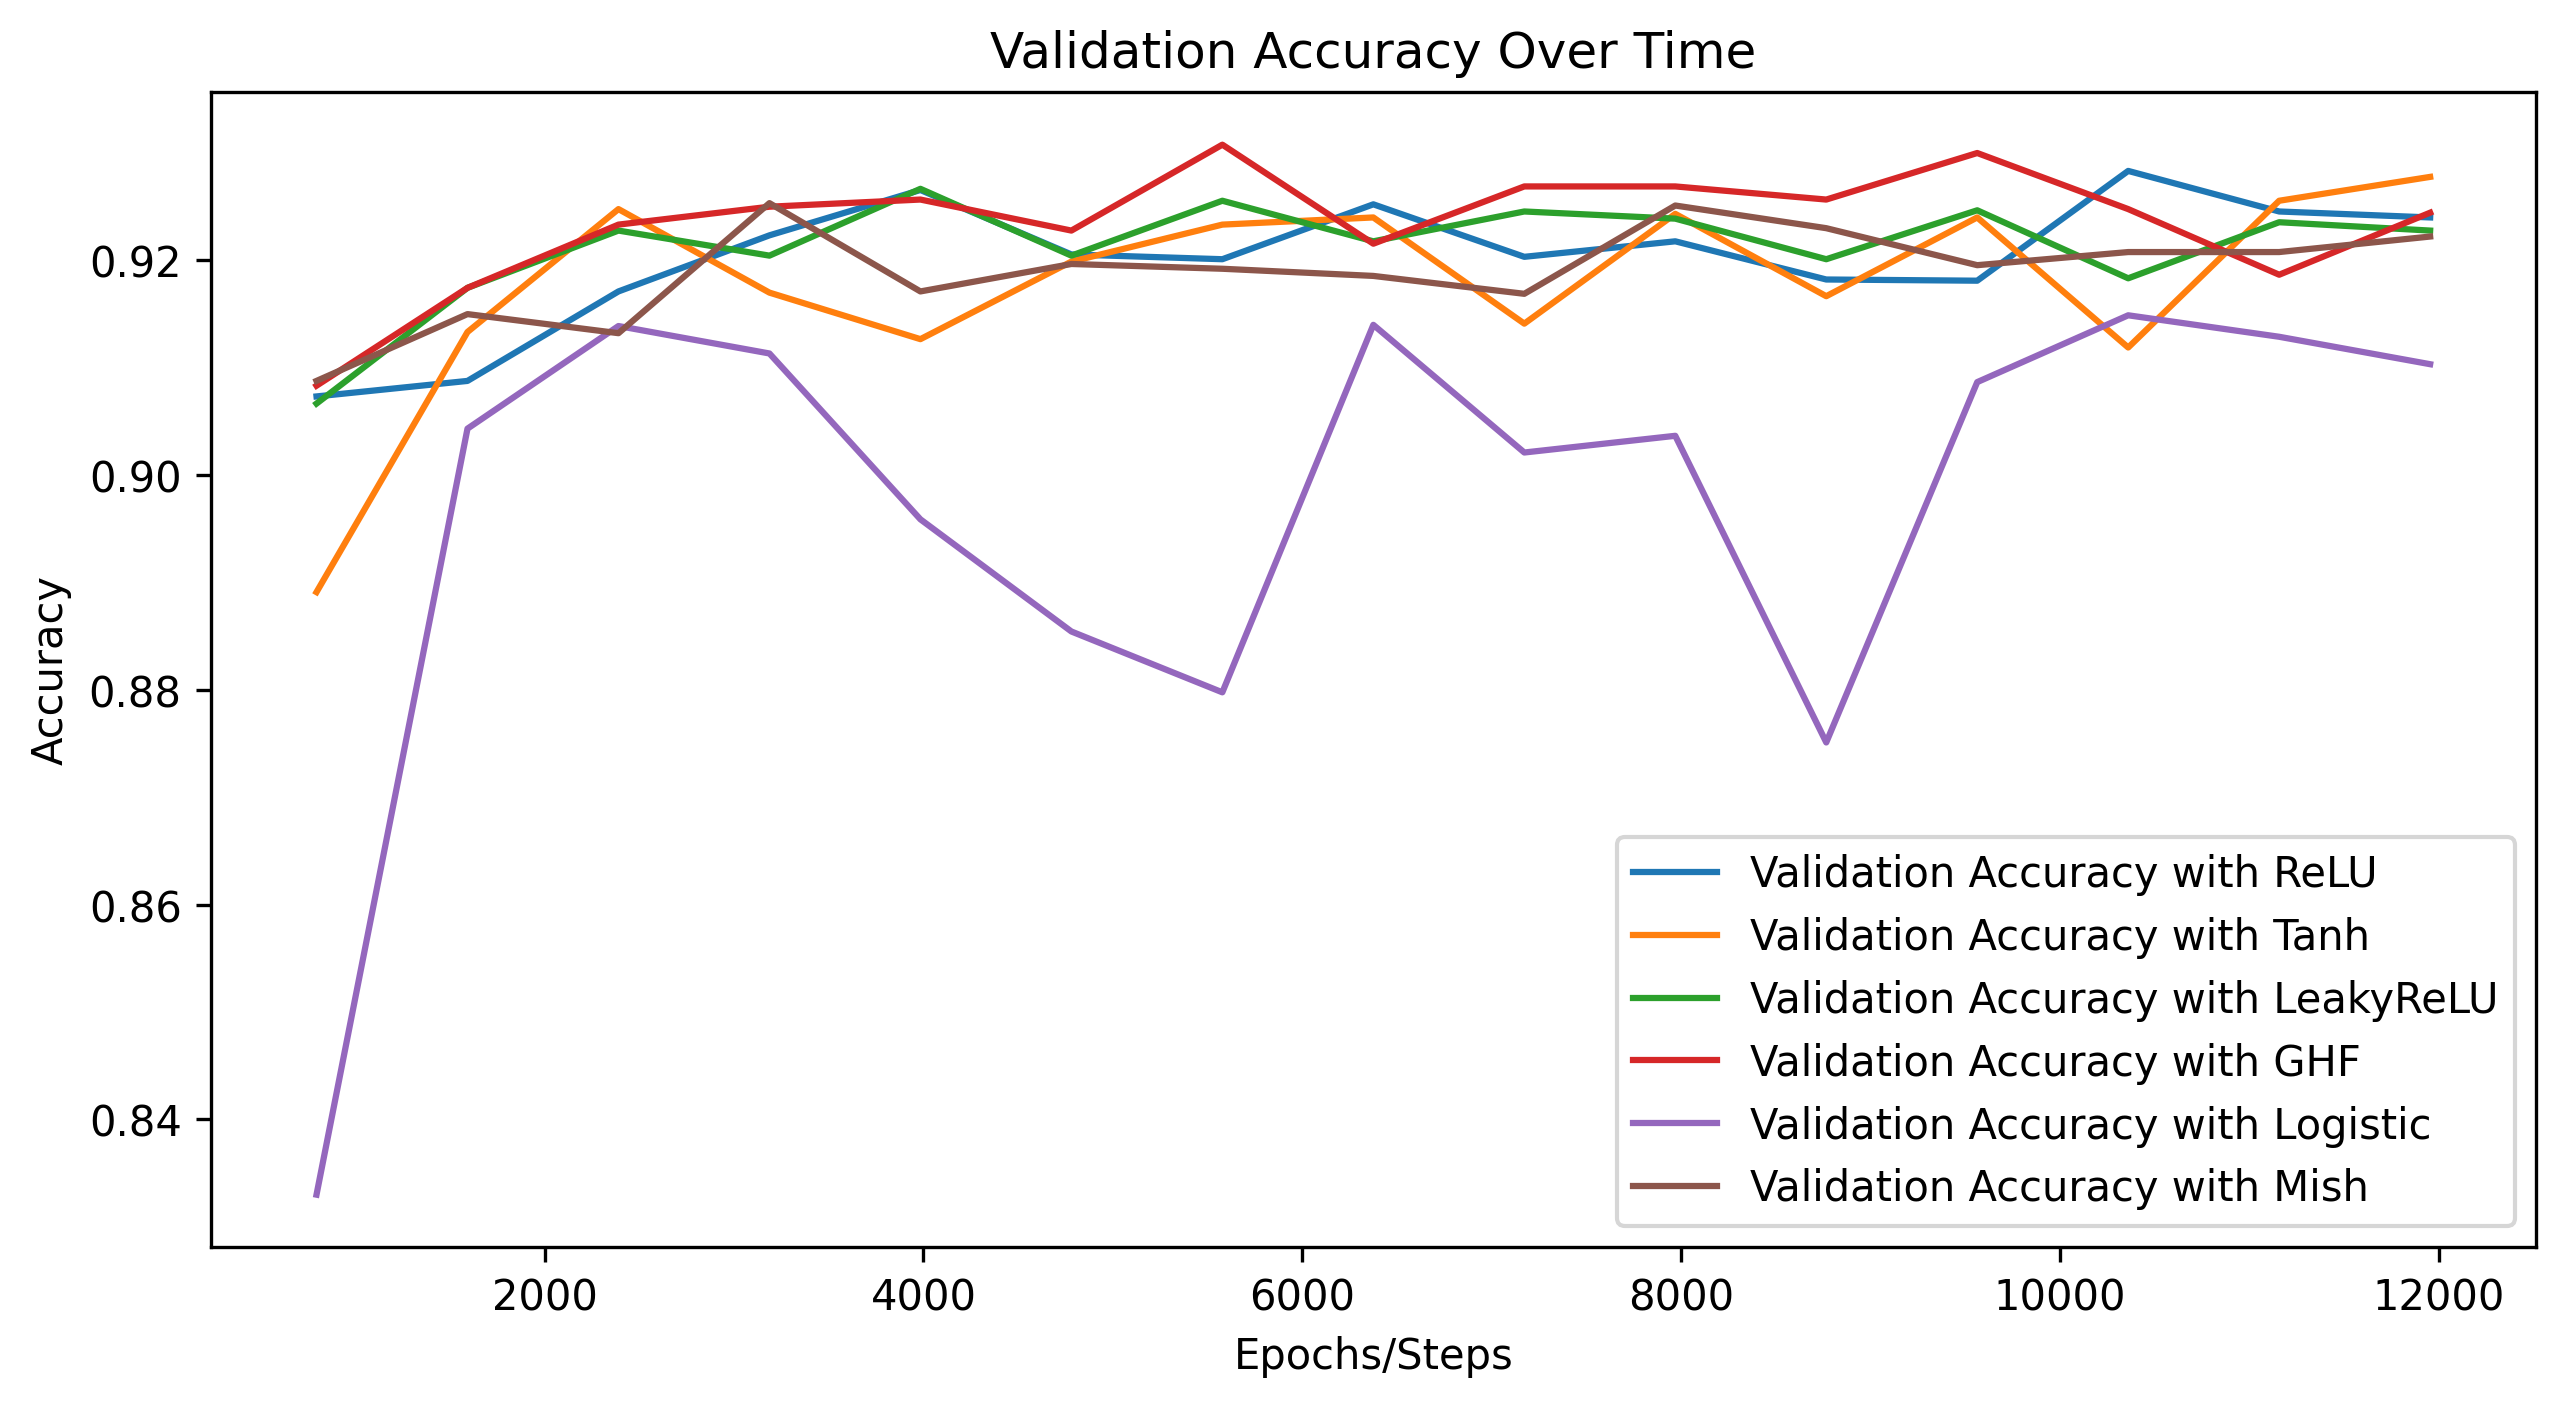 Validation Accuracy Over Time
Accuracy
0.92
0.90
0.88
0.86
0.84
2000 4000 6000 8000 10000 12000
Epochs/Steps
Validation Accuracy with ReLU
Validation Accuracy with Tanh
Validation Accuracy with LeakyReLU
Validation Accuracy with GHF
Validation Accuracy with Logistic
Validation Accuracy with Mish